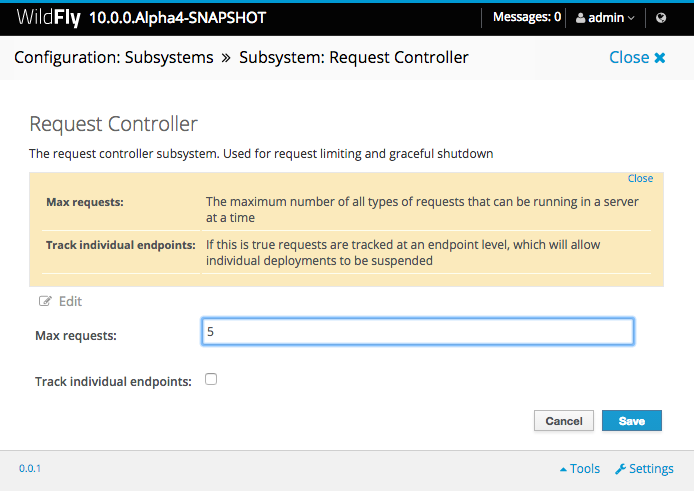 WildFly 10.0.0.Alpha4-SNAPSHOT Messages: 0 admin
Configuration: Subsystems » Subsystem: Request Controller Close ✖
Request Controller
The request controller subsystem. Used for request limiting and graceful shutdown
Close
Max requests: The maximum number of all types of requests that can be running in a server
at a time
Track individual endpoints: If this is true requests are tracked at an endpoint level, which will allow
individual deployments to be suspended
Edit
Max requests: 5
Track individual endpoints:
Cancel Save
0.0.1 Tools Settings